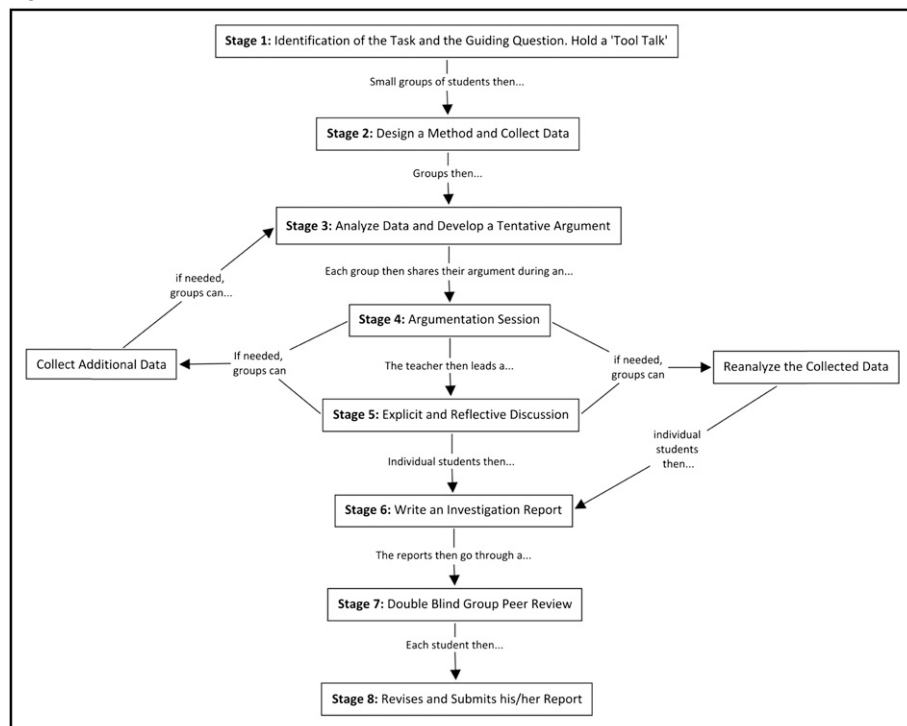 Stage 1: Identification of the Task and the Guiding Question. Hold a 'Tool Talk'
Small groups of students then...
Stage 2: Design a Method and Collect Data
Groups then...
Stage 3: Analyze Data and Develop a Tentative Argument
if needed,
groups can...
Each group then shares their argument during an...
Stage 4: Argumentation Session
Collect Additional Data
If needed,
groups can
The teacher then leads a...
if needed,
groups can
Reanalyze the Collected Data
Stage 5: Explicit and Reflective Discussion
Individual students then...
individual
students
then...
Stage 6: Write an Investigation Report
The reports then go through a...
Stage 7: Double Blind Group Peer Review
Each student then...
Stage 8: Revises and Submits his/her Report